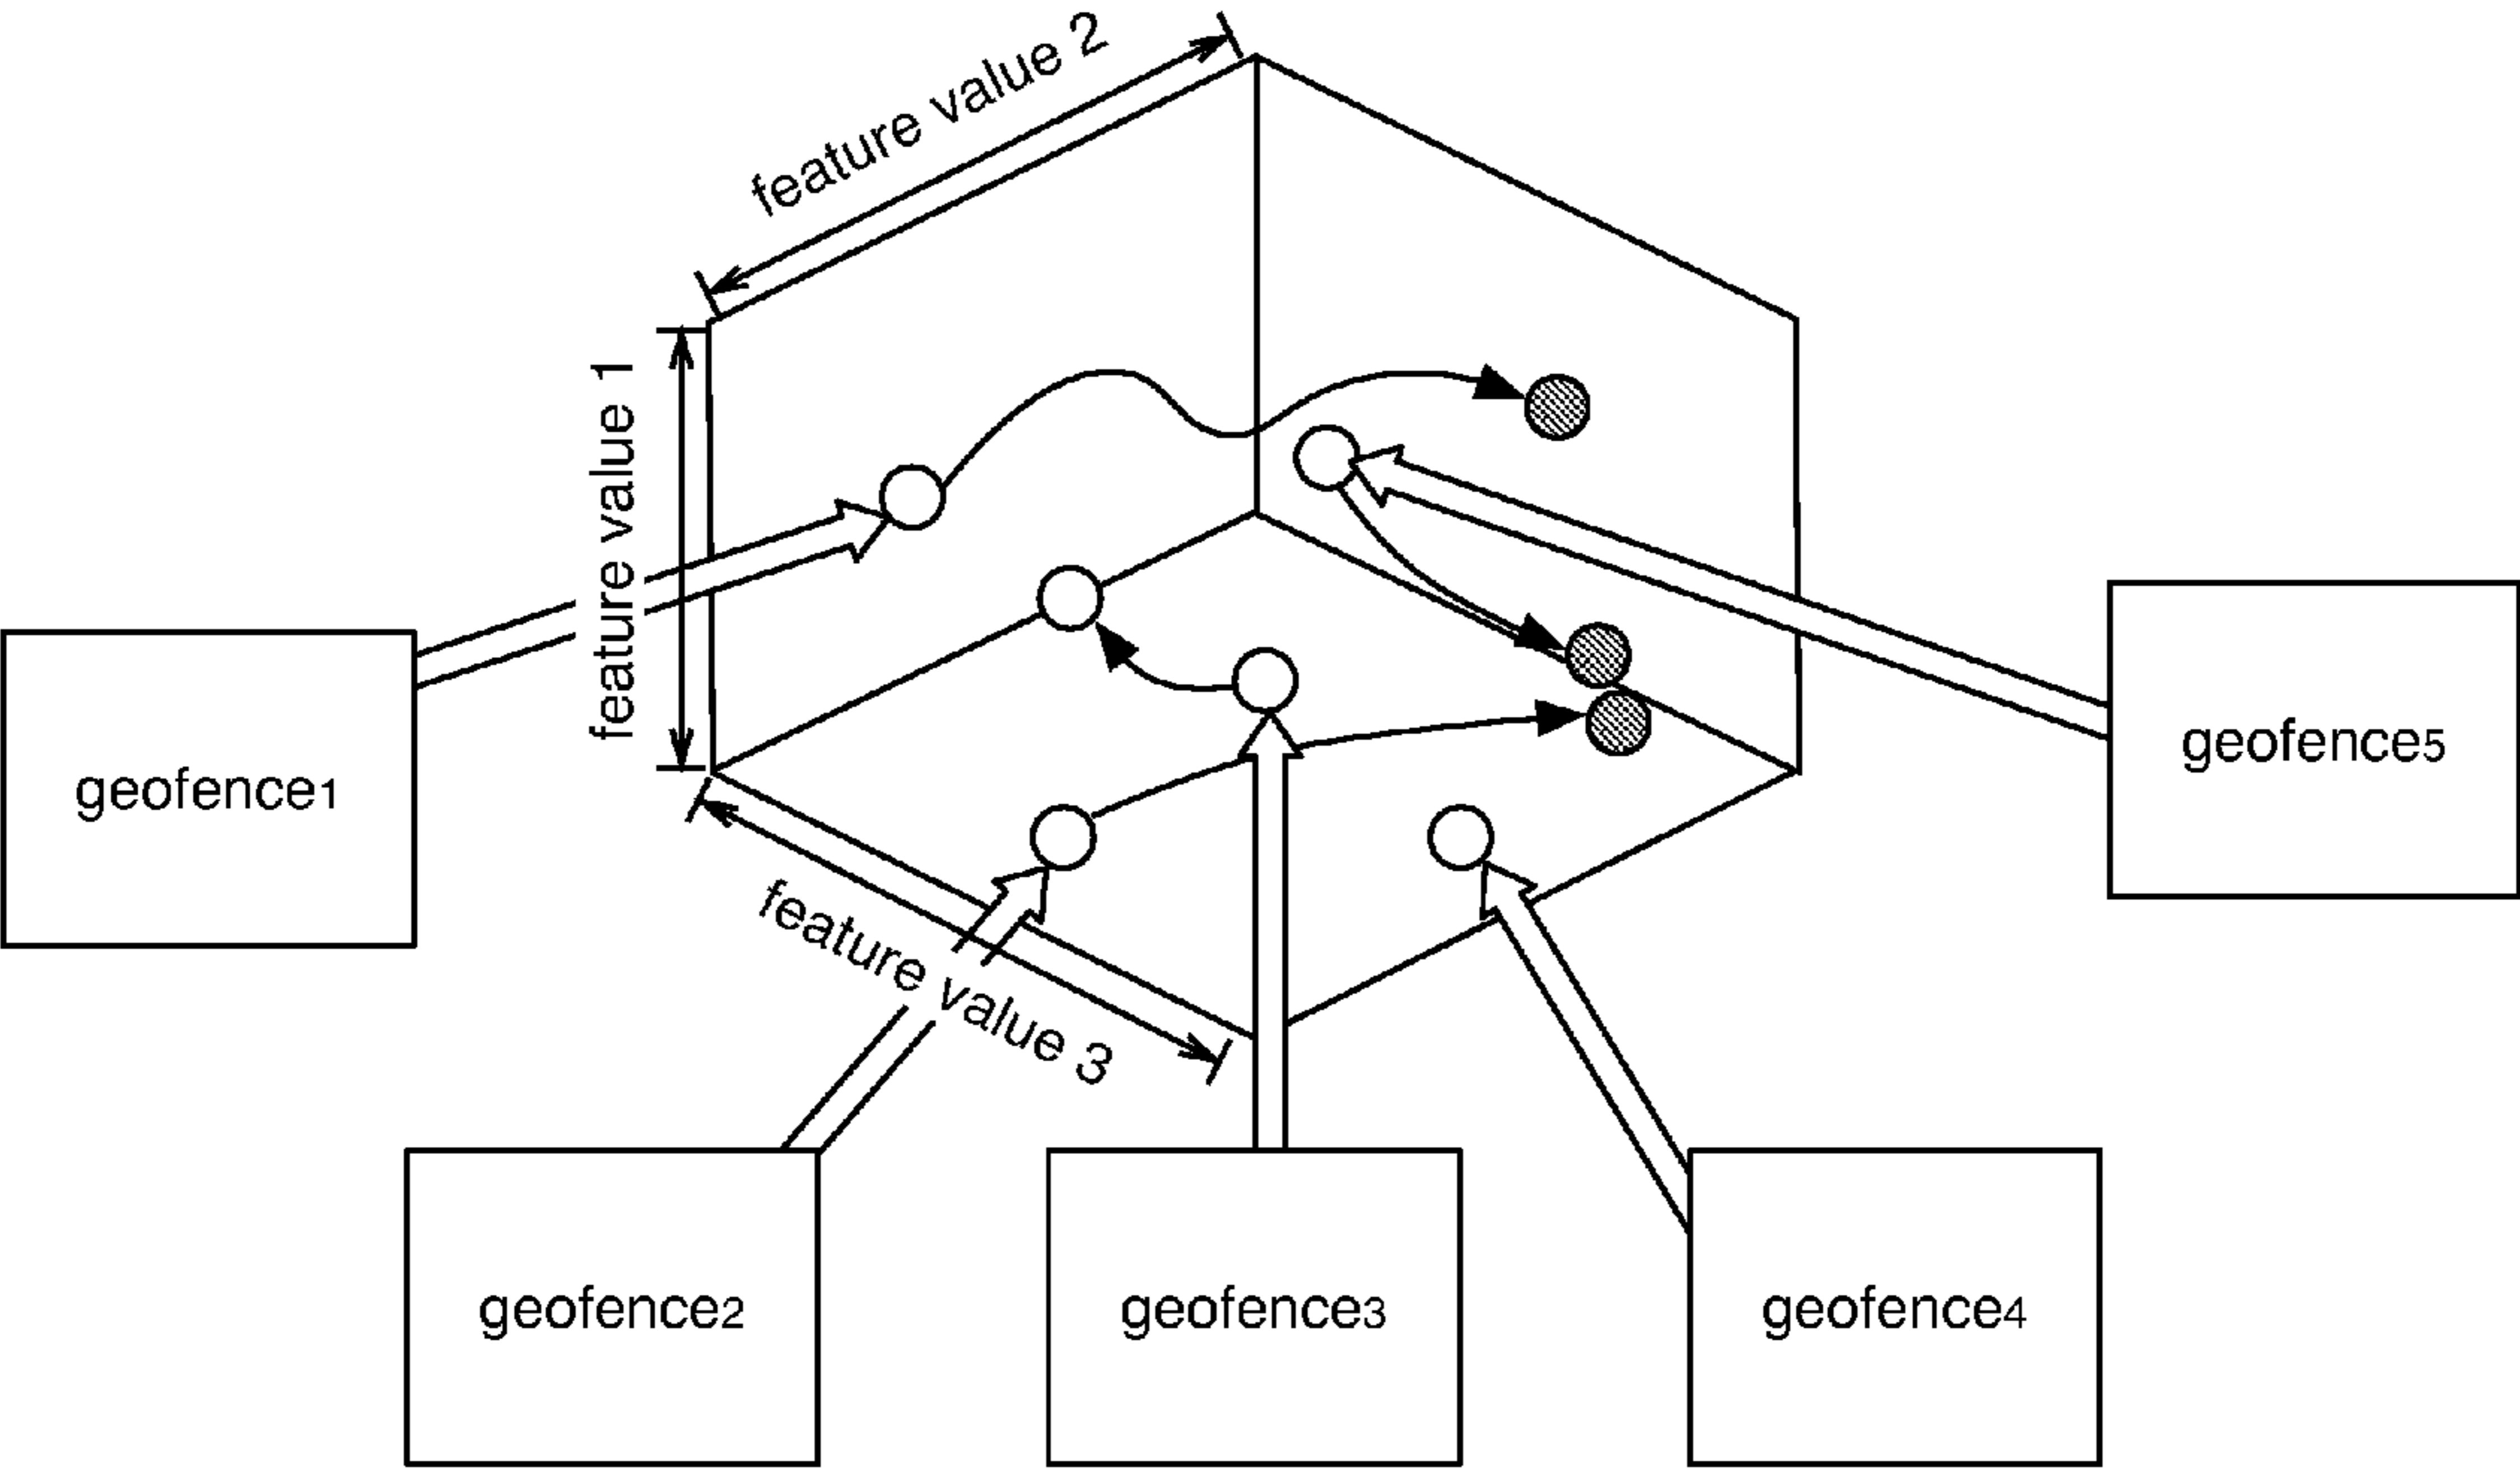 feature value 2
feature value 1
geofence1
geofence5
feature value 3
geofence2
geofence3
geofence4